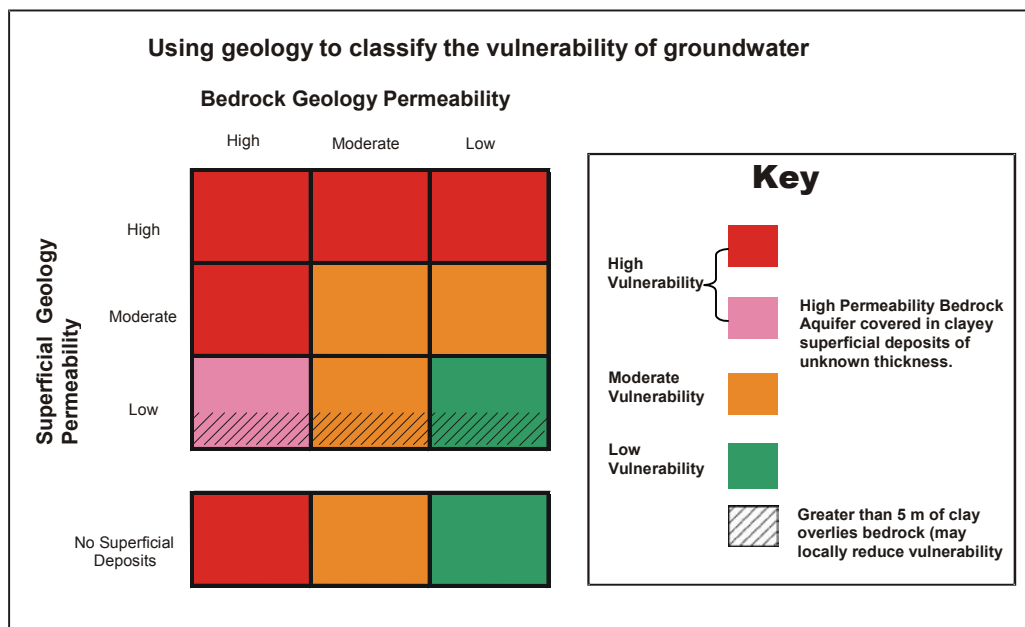 Using geology to classify the vulnerability of groundwater
Bedrock Geology Permeability
High
Moderate
Low
Superficial Geology
Permeability
High
Moderate
Low
No Superficial
Deposits
Key
High
Vulnerability
High Permeability Bedrock
Aquifer covered in clayey
superficial deposits of
unknown thickness.
Moderate
Vulnerability
Low
Vulnerability
Greater than 5 m of clay
overlies bedrock (may
locally reduce vulnerability